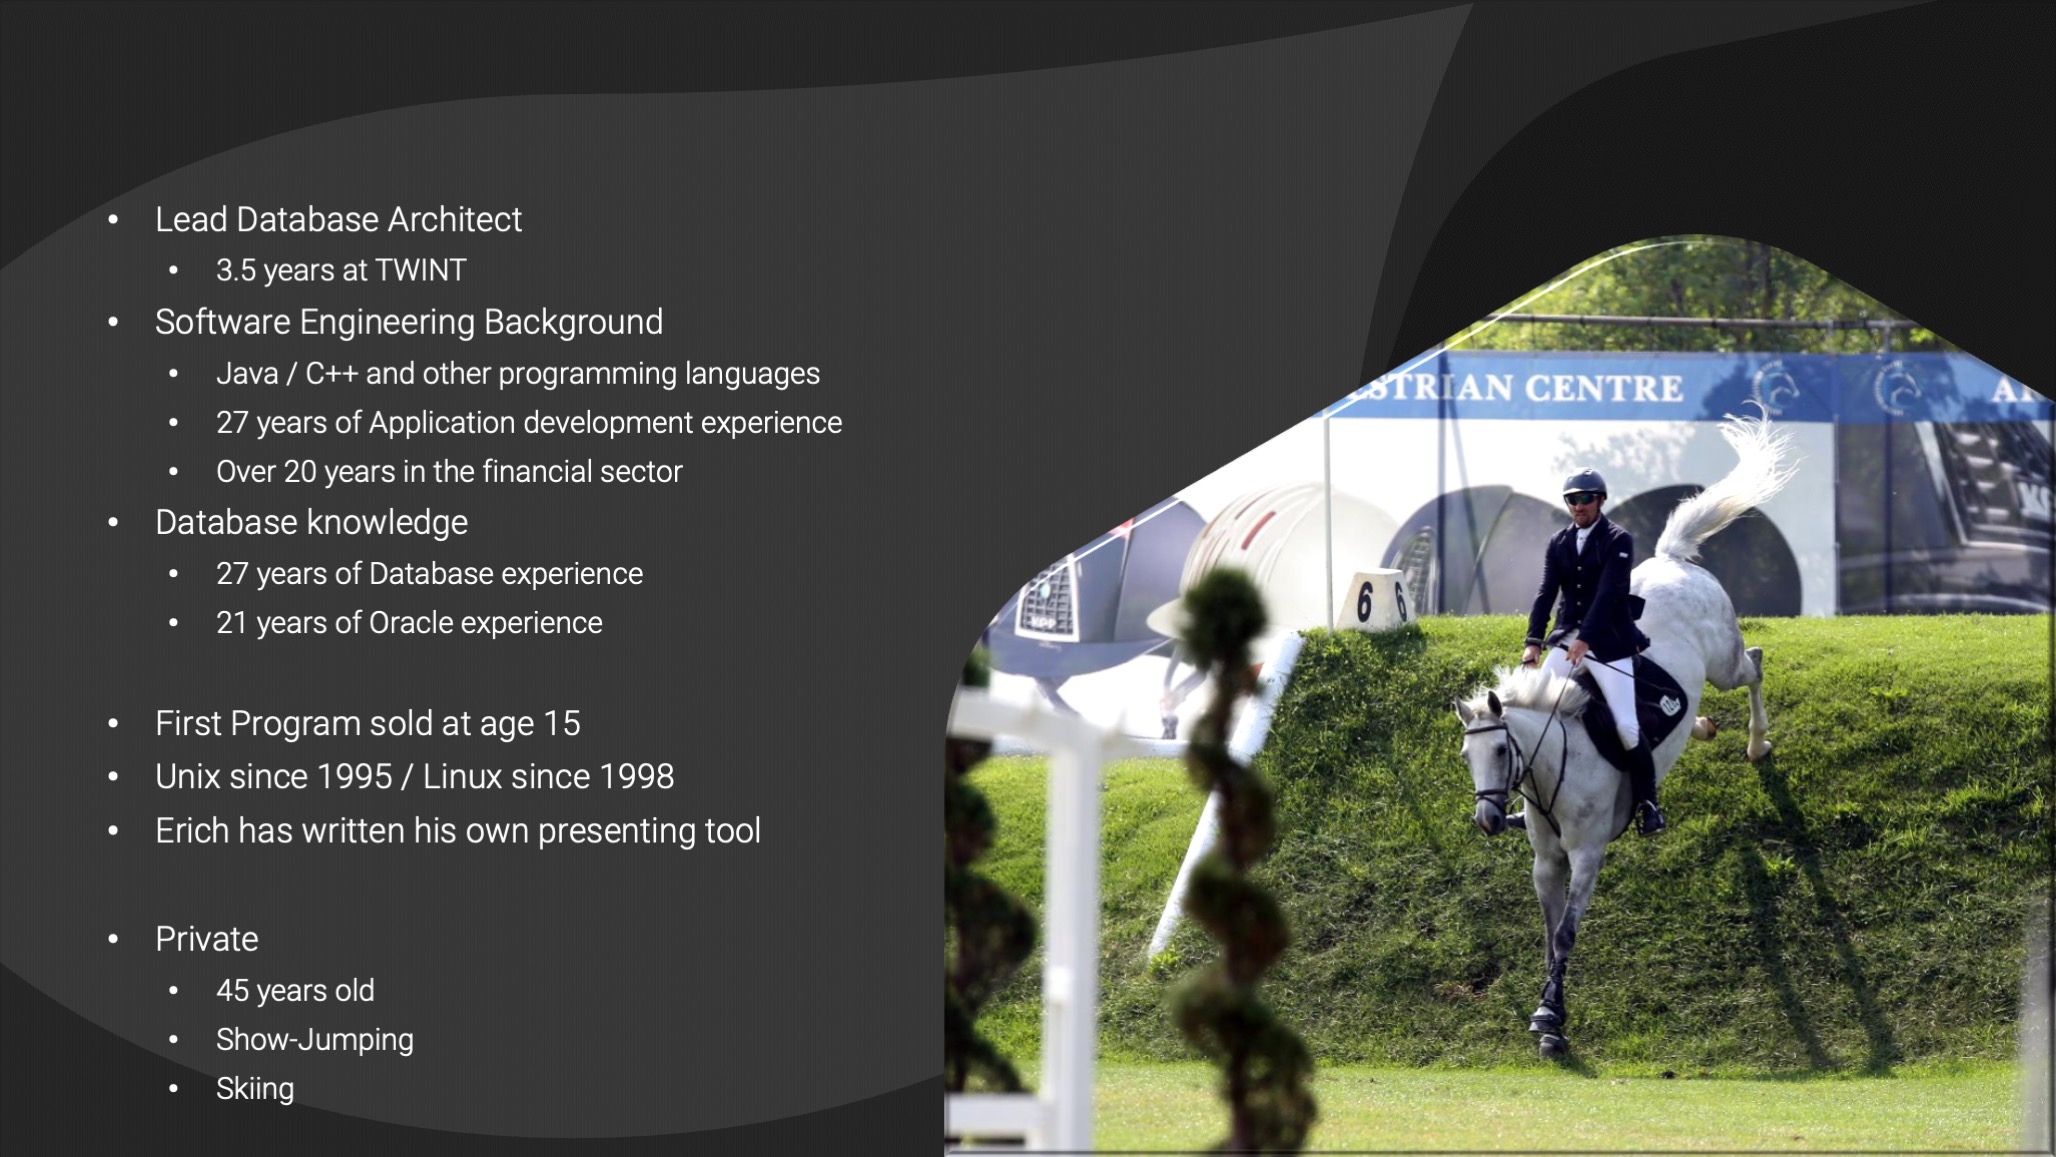 • Lead Database Architect
• 3.5 years at TWINT
• Software Engineering Background
• Java / C++ and other programming languages
• 27 years of Application development experience
• Over 20 years in the financial sector
• Database knowledge
• 27 years of Database experience
• 21 years of Oracle experience
• First Program sold at age 15
• Unix since 1995 / Linux since 1998
• Erich has written his own presenting tool
• Private
• 45 years old
• Show-Jumping
• Skiing
ESTRIAN CENTRE
6 6
KEP